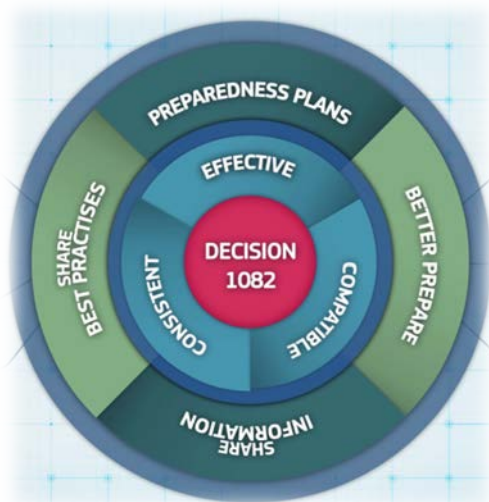 PREPAREDNESS PLANS
EFFECTIVE
SHARE
BEST PRACTISES
CONSISTENT
DECISION
1082
COMPATIBLE
BETTER PREPARE
SHARE
INFORMATION